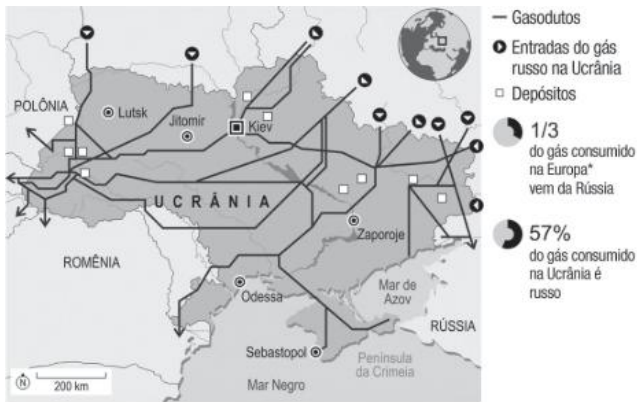 POLÔNIA
Lutsk
Jitomir
Kiev
UCRÂNIA
Zaporoje
ROMÊNIA
Odessa
Mar de
Azov
RÚSSIA
Sebastopol
Península
da Crimeia
Mar Negro
N
200 km
Gasodutos
Entradas do gás
russo na Ucrânia
Depósitos
1/3
do gás consumido
na Europa*
vem da Rússia
57%
do gás consumido
na Ucrânia é
russo